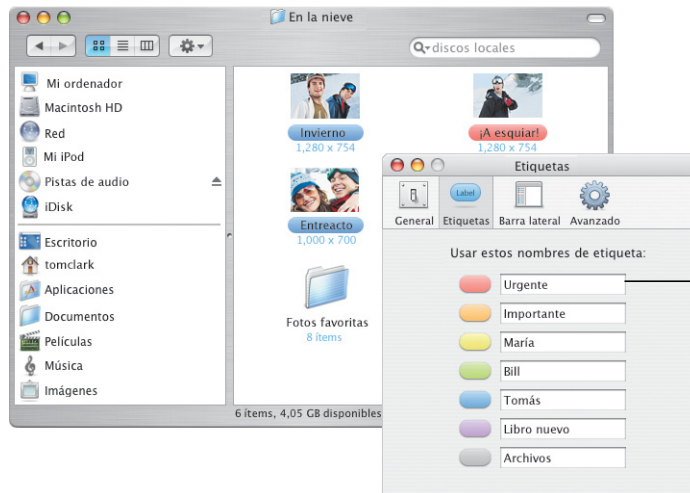 En la nieve
discos locales
Mi ordenador
Macintosh HD
Red
Mi iPod
Pistas de audio
iDisk
Escritorio
tomclark
Aplicaciones
Documentos
Películas
Música
Imágenes
Invierno
1,280 x 754
¡A esquiar!
1,280 x 754
Entreacto
1,000 x 700
Fotos favoritas
8 ítems
6 ítems, 4,05 GB disponibles
Etiquetas
Label
General Etiquetas Barra lateral Avanzado
Usar estos nombres de etiqueta:
Urgente
Importante
María
Bill
Tomás
Libro nuevo
Archivos